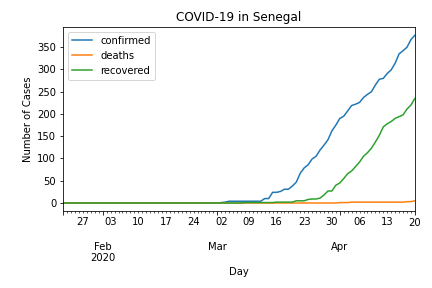 COVID-19 in Senegal
confirmed
deaths
recovered
350
300
250
200
150
100
50
0
Number of Cases
27 03 10 17 24 02 09 16 23 30 06 13 20
Feb Mar Apr
2020
Day